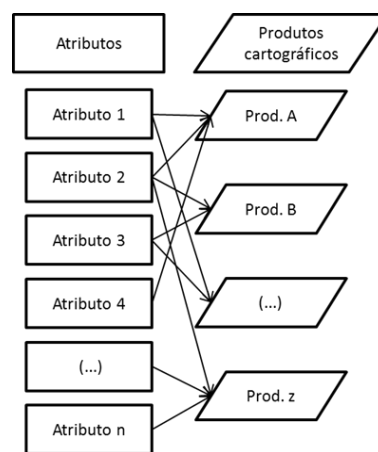 Atributos
Produtos
cartográficos
Atributo 1
Prod. A
Atributo 2
Prod. B
Atributo 3
Atributo 4
(...)
(...)
Prod. z
Atributo n